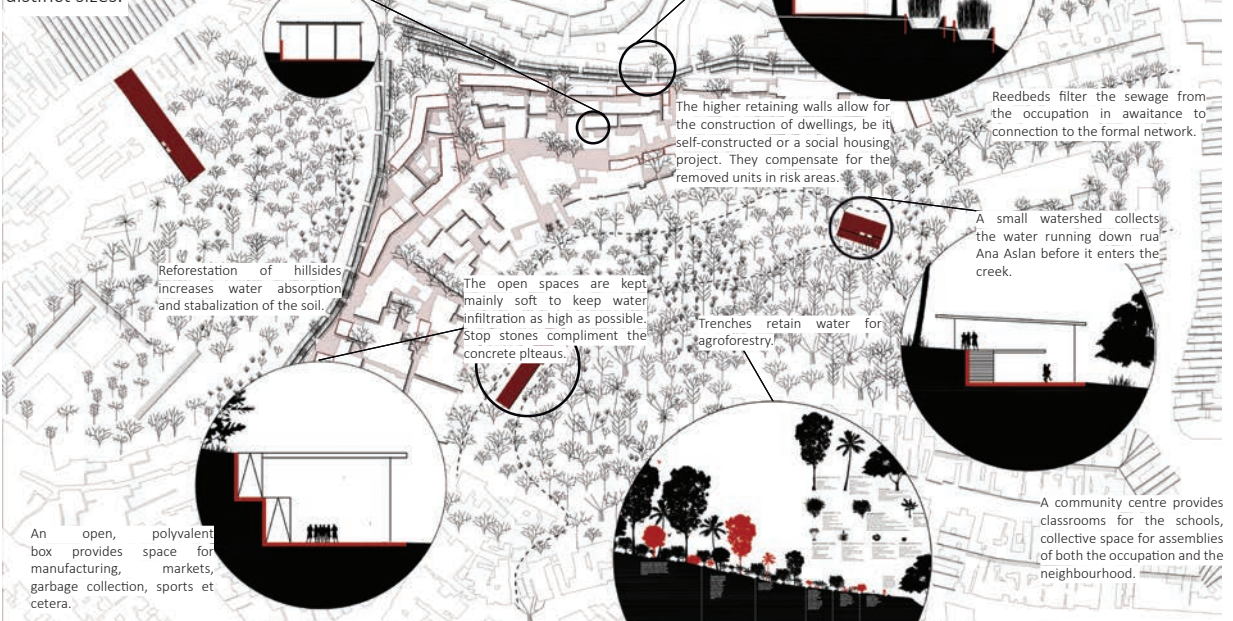 district sizes.
The higher retaining walls allow for
the construction of dwellings, be it
self-constructed or a social housing
project. They compensate for the
removed units in risk areas.
Reedbeds filter the sewage from
the occupation in awaitance to
connection to the formal network.
A small watershed collects
the water running down rua
Ana Aslan before it enters the
creek.
Reforestation of hillsides
increases water absorption
and stabalization of the soil.
The open spaces are kept
mainly soft to keep water
infiltration as high as possible.
Stop stones compliment the
concrete plteaus.
Trenches retain water for
agroforestry.
An open, polyvalent
box provides space for
manufacturing, markets,
garbage collection, sports et
cetera.
A community centre provides
classrooms for the schools,
collective space for assemblies
of both the occupation and the
neighbourhood.